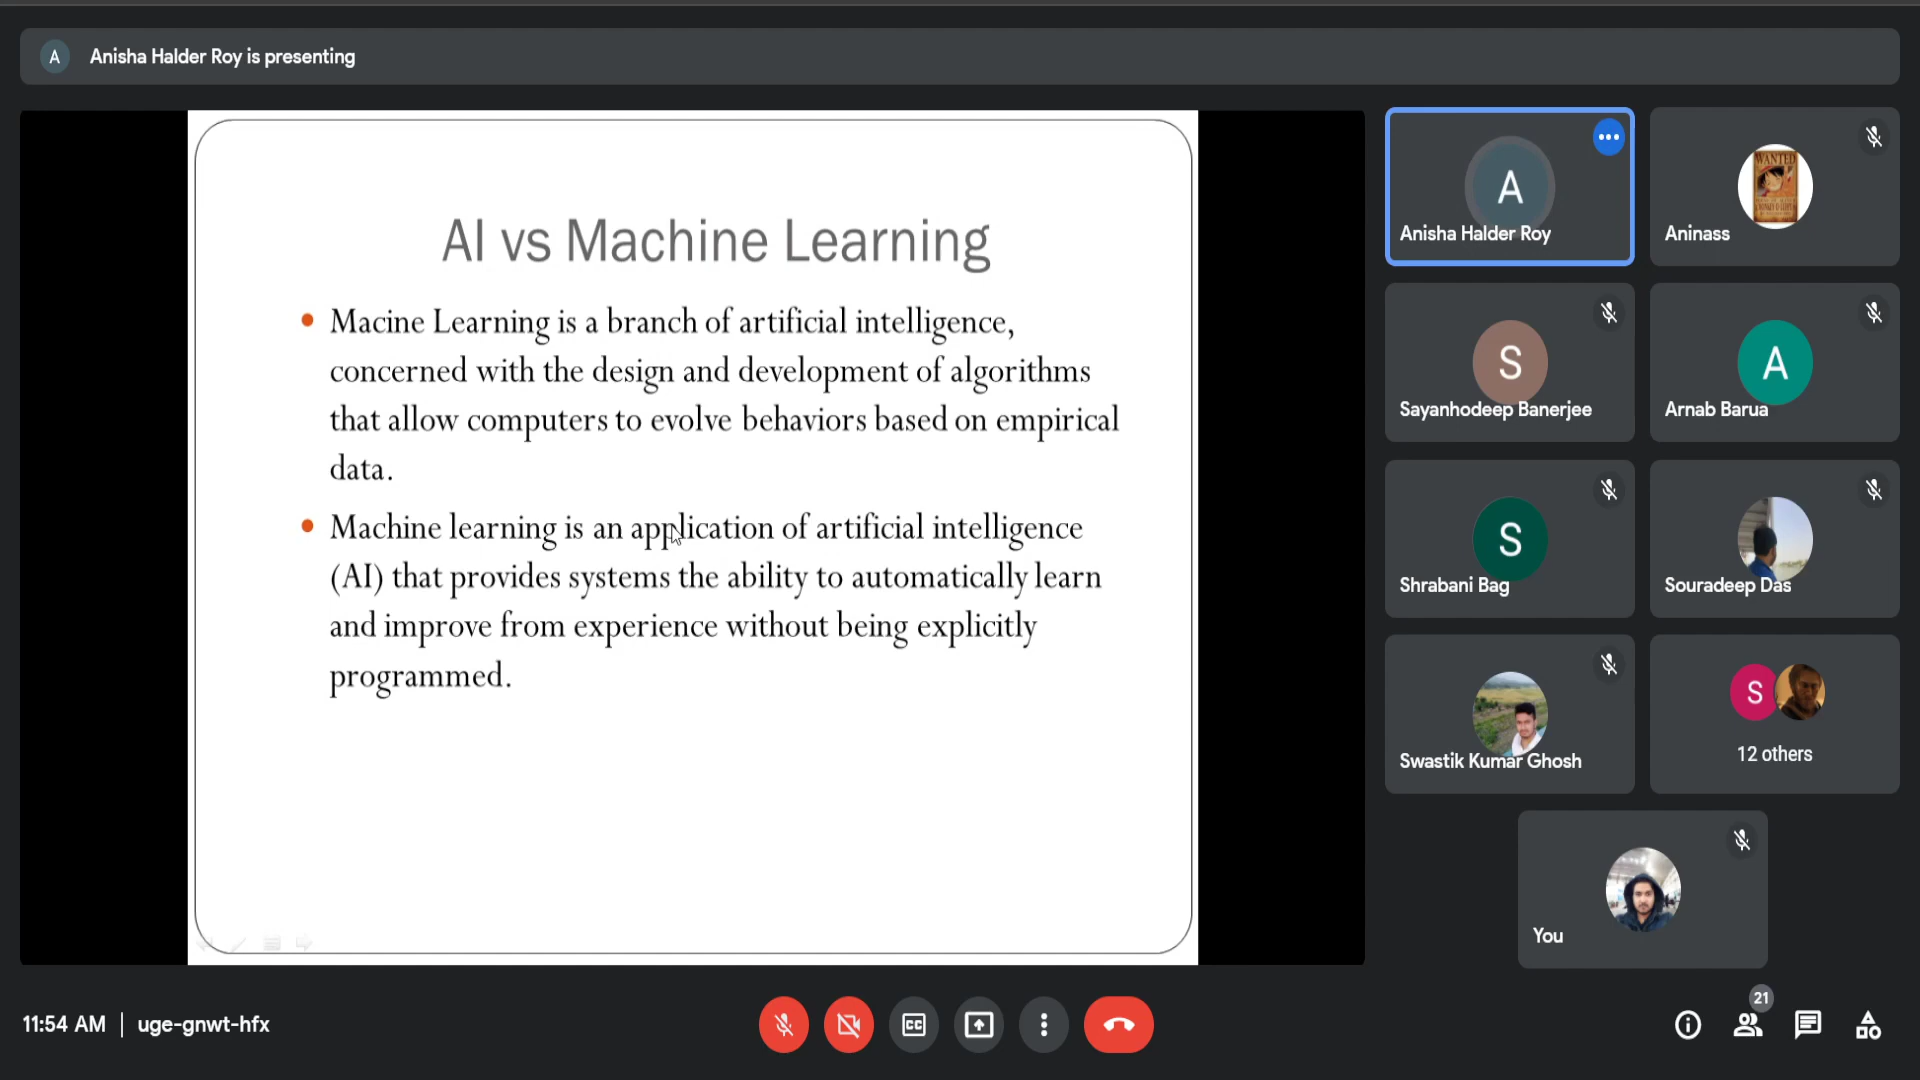 A Anisha Halder Roy is presenting
AI vs Machine Learning
• Macine Learning is a branch of artificial intelligence,
concerned with the design and development of algorithms
that allow computers to evolve behaviors based on empirical
data.
• Machine learning is an application of artificial intelligence
(AI) that provides systems the ability to automatically learn
and improve from experience without being explicitly
programmed.
A
Anisha Halder Roy
WANTED
Aninass
S
Sayanhodeep Banerjee
A
Arnab Barua
S
Shrabani Bag
Souradeep Das
Swastik Kumar Ghosh
S
12 others
You
11:54 AM | uge-gnwt-hfx
CC
21